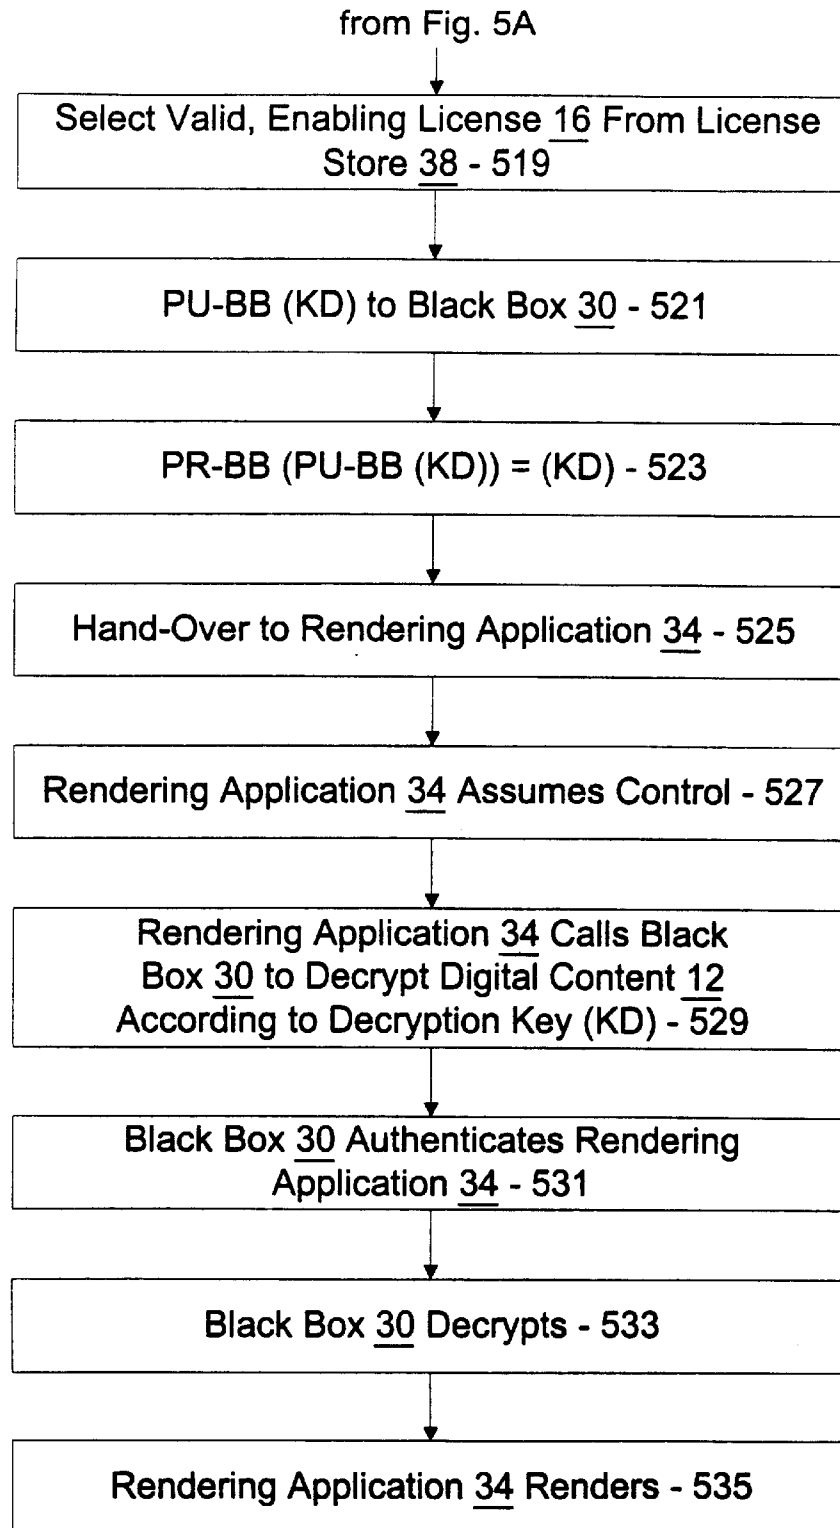 from Fig. 5A
Select Valid, Enabling License 16 From License
Store 38 - 519
PU-BB (KD) to Black Box 30 - 521
PR-BB (PU-BB (KD)) = (KD) - 523
Hand-Over to Rendering Application 34 - 525
Rendering Application 34 Assumes Control - 527
Rendering Application 34 Calls Black
Box 30 to Decrypt Digital Content 12
According to Decryption Key (KD) - 529
Black Box 30 Authenticates Rendering
Application 34 - 531
Black Box 30 Decrypts - 533
Rendering Application 34 Renders - 535